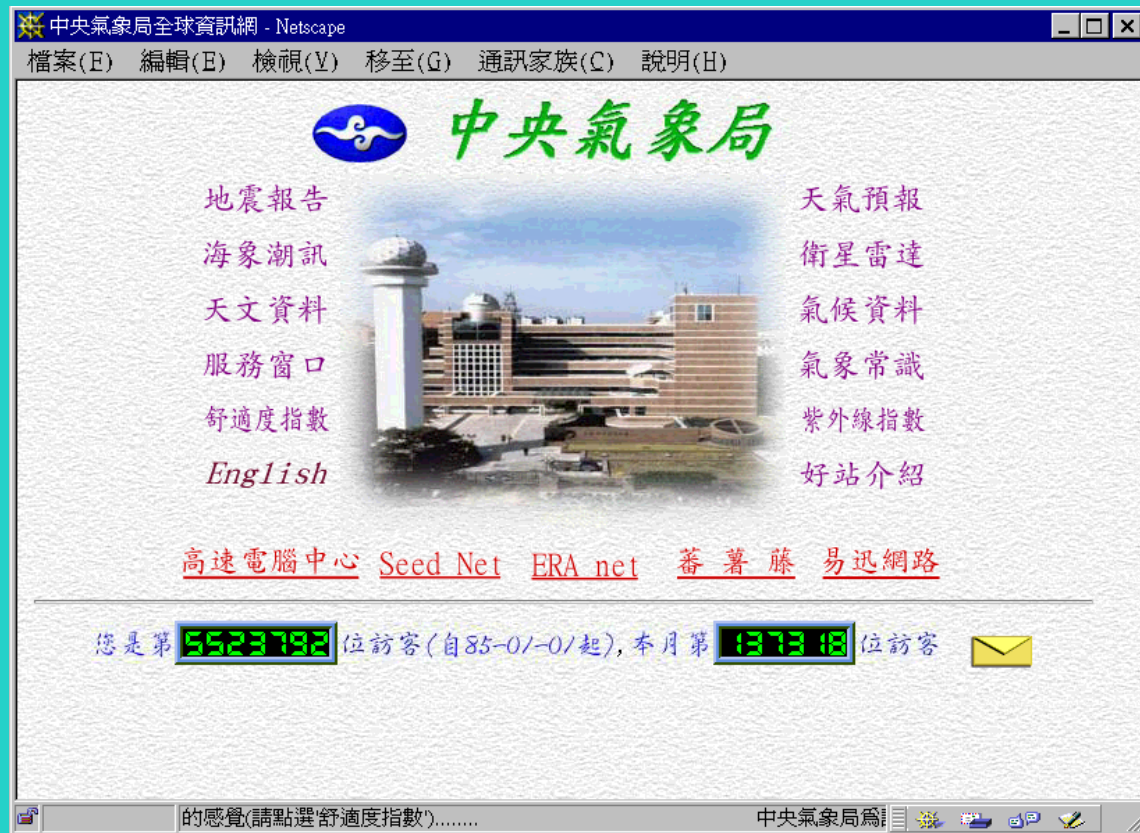 中央氣象局全球資訊網 - Netscape
檔案(F) 編輯(E) 檢視(V) 移至(G) 通訊家族(C) 說明(H)
中央氣象局
地震報告 天氣預報
海象潮訊 衛星雷達
天文資料 氣候資料
服務窗口 氣象常識
舒適度指數 紫外線指數
English 好站介紹
高速電腦中心 Seed Net ERA net 蕃薯藤 易迅網路
您是第 5523792 位訪客(自85-01-01起),本月第 137318 位訪客
的感覺(請點選'舒適度指數')........ 中央氣象局為